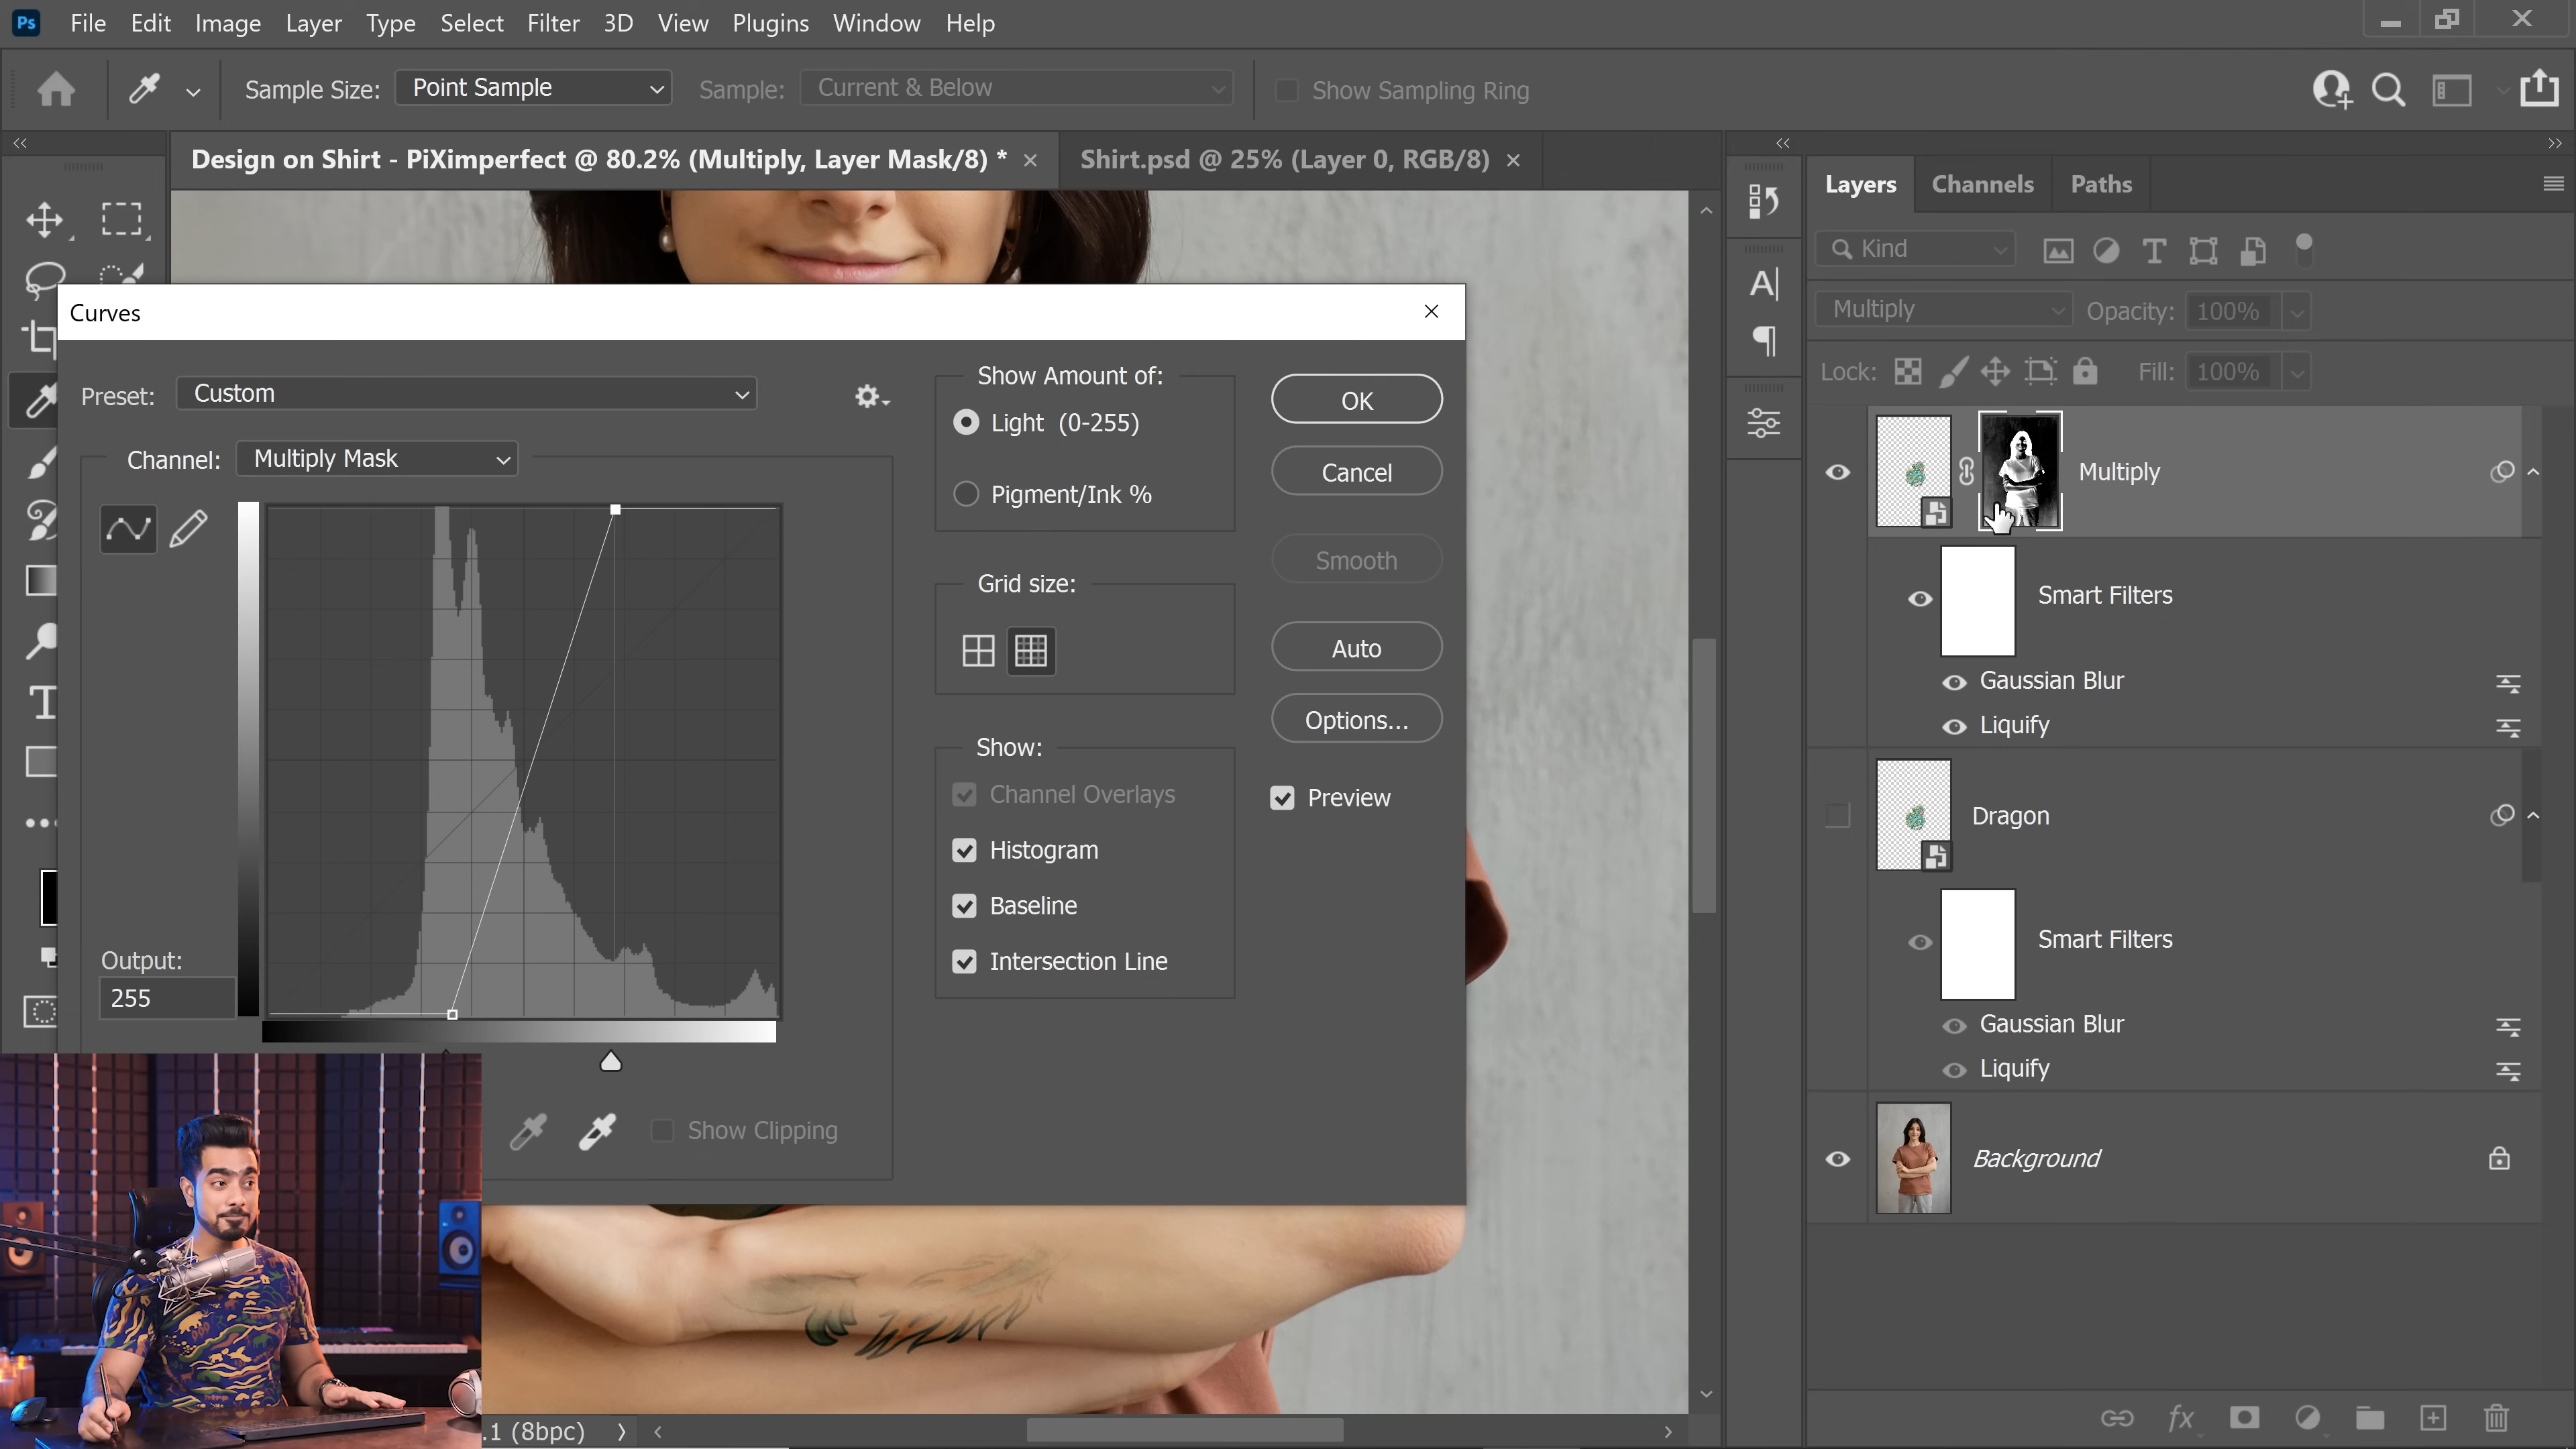 Ps File Edit Image Layer Type Select Filter 3D View Plugins Window Help
Sample Size: Point Sample Sample: Current & Below Show Sampling Ring
Design on Shirt - PiXimperfect @ 80.2% (Multiply, Layer Mask/8) * Shirt.psd @ 25% (Layer 0, RGB/8)
Curves
Preset: Custom
Channel: Multiply Mask
Output:
255
Show Clipping
Show Amount of:
Light (0-255)
Pigment/Ink %
Grid size:
Show:
Channel Overlays
Histogram
Baseline
Intersection Line
OK
Cancel
Smooth
Auto
Options...
Preview
.1 (8bpc)
Layers Channels Paths
Kind
Multiply Opacity: 100%
Lock: Fill: 100%
Multiply
Smart Filters
Gaussian Blur
Liquify
Dragon
Smart Filters
Gaussian Blur
Liquify
Background
fx